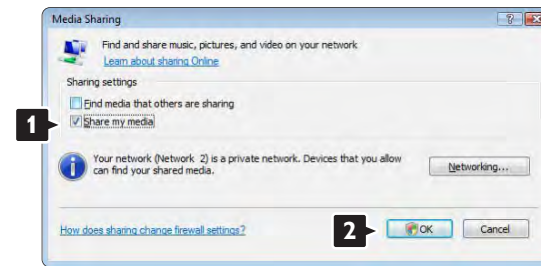 Media Sharing
Find and share music, pictures, and video on your network
Learn about sharing Online
Sharing settings
Find media that others are sharing
1
Share my media
Your network (Network 2) is a private network. Devices that you allow
can find your shared media.
Networking...
How does sharing change firewall settings?
2
OK
Cancel